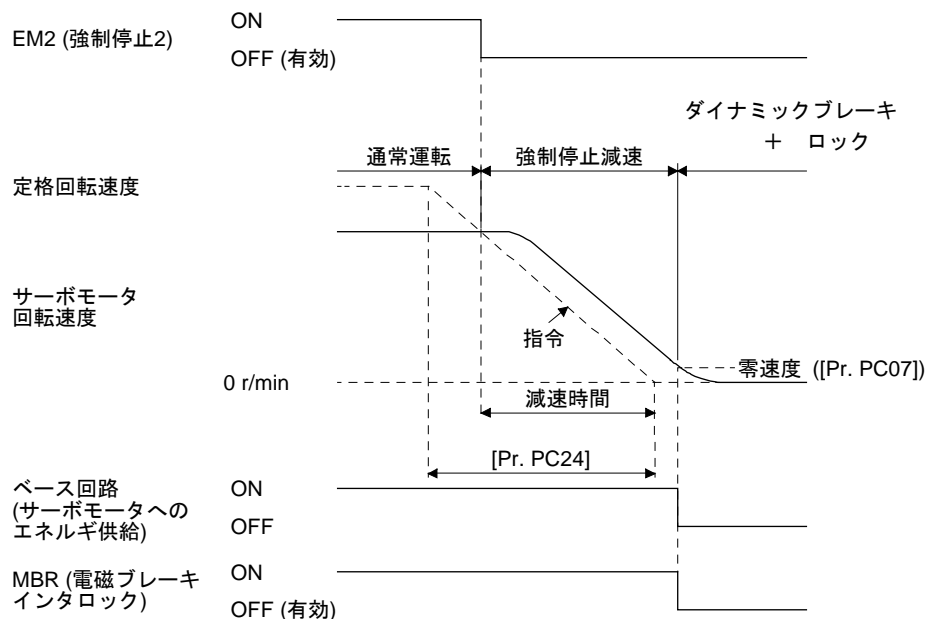 EM2 (強制停止2)
ON
OFF (有効)
ダイナミックブレーキ
+ ロック
通常運転
強制停止減速
定格回転速度
サーボモータ
回転速度
指令
零速度 ([Pr. PC07])
0 r/min
減速時間
[Pr. PC24]
ベース回路
(サーボモータへの
エネルギ供給)
ON
OFF
MBR (電磁ブレーキ
インタロック)
ON
OFF (有効)